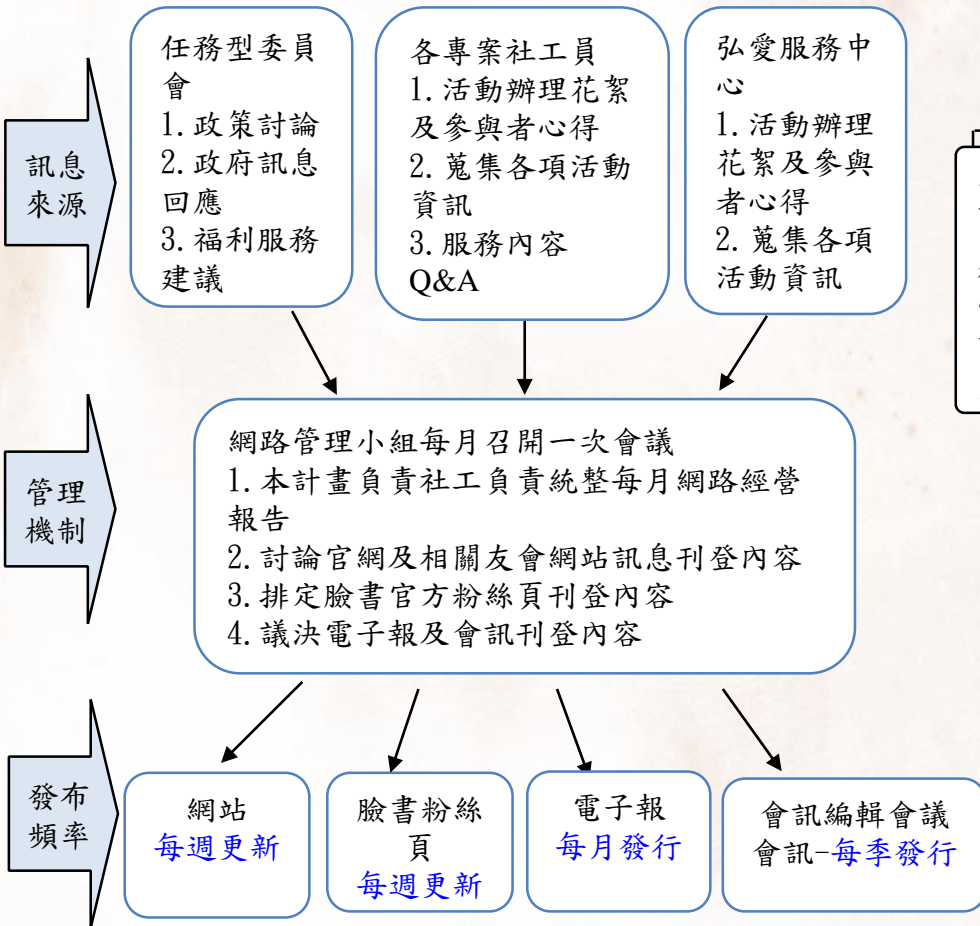 訊息
來源
任務型委員
會
1.政策討論
2.政府訊息
回應
3.福利服務
建議
各專案社工員
1.活動辦理花絮
及參與者心得
2.蒐集各項活動
資訊
3.服務內容
Q&A
弘愛服務中
心
1.活動辦理
花絮及參與
者心得
2.蒐集各項
活動資訊
管理
機制
網路管理小組每月召開一次會議
1.本計畫負責社工負責統整每月網路經營
報告
2.討論官網及相關友會網站訊息刊登內容
3.排定臉書官方粉絲頁刊登內容
4.議決電子報及會訊刊登內容
發布
頻率
網站
每週更新
臉書粉絲
頁
每週更新
電子報
每月發行
會訊編輯會議
會訊-每季發行